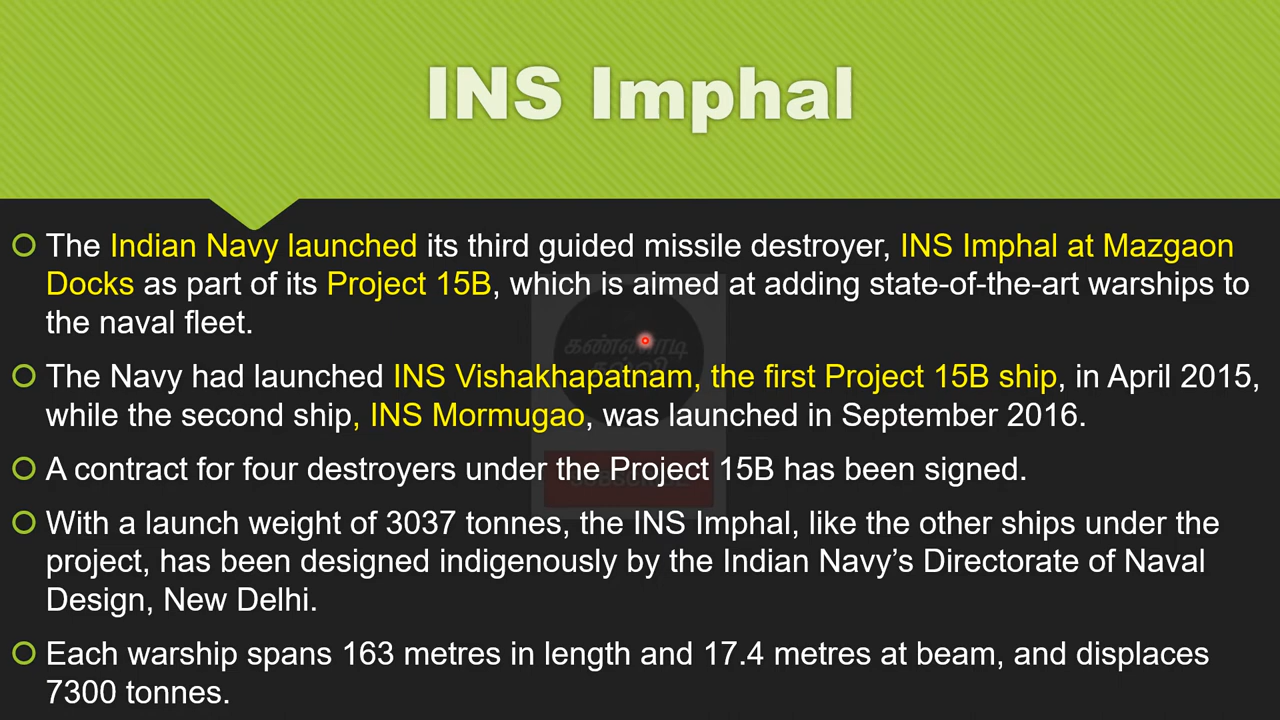 INS Imphal
The Indian Navy launched its third guided missile destroyer, INS Imphal at Mazgaon
Docks as part of its Project 15B, which is aimed at adding state-of-the-art warships to
the naval fleet.
The Navy had launched INS Vishakhapatnam, the first Project 15B ship, in April 2015,
while the second ship, INS Mormugao, was launched in September 2016.
A contract for four destroyers under the Project 15B has been signed.
With a launch weight of 3037 tonnes, the INS Imphal, like the other ships under the
project, has been designed indigenously by the Indian Navy’s Directorate of Naval
Design, New Delhi.
Each warship spans 163 metres in length and 17.4 metres at beam, and displaces
7300 tonnes.
கண்ணாடி
கல்வி